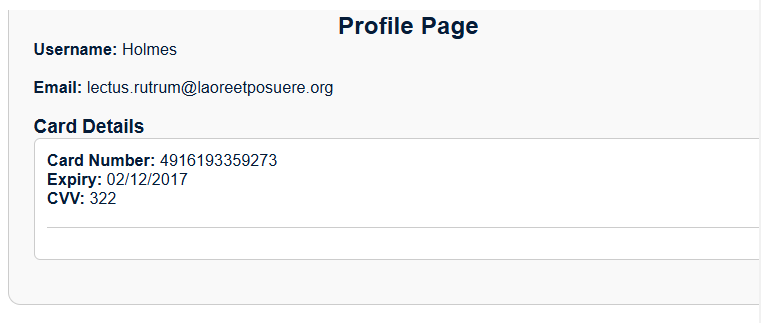 Profile Page
Username: Holmes
Email: lectus.rutrum@laoreetposuere.org
Card Details
Card Number: 4916193359273
Expiry: 02/12/2017
CVV: 322